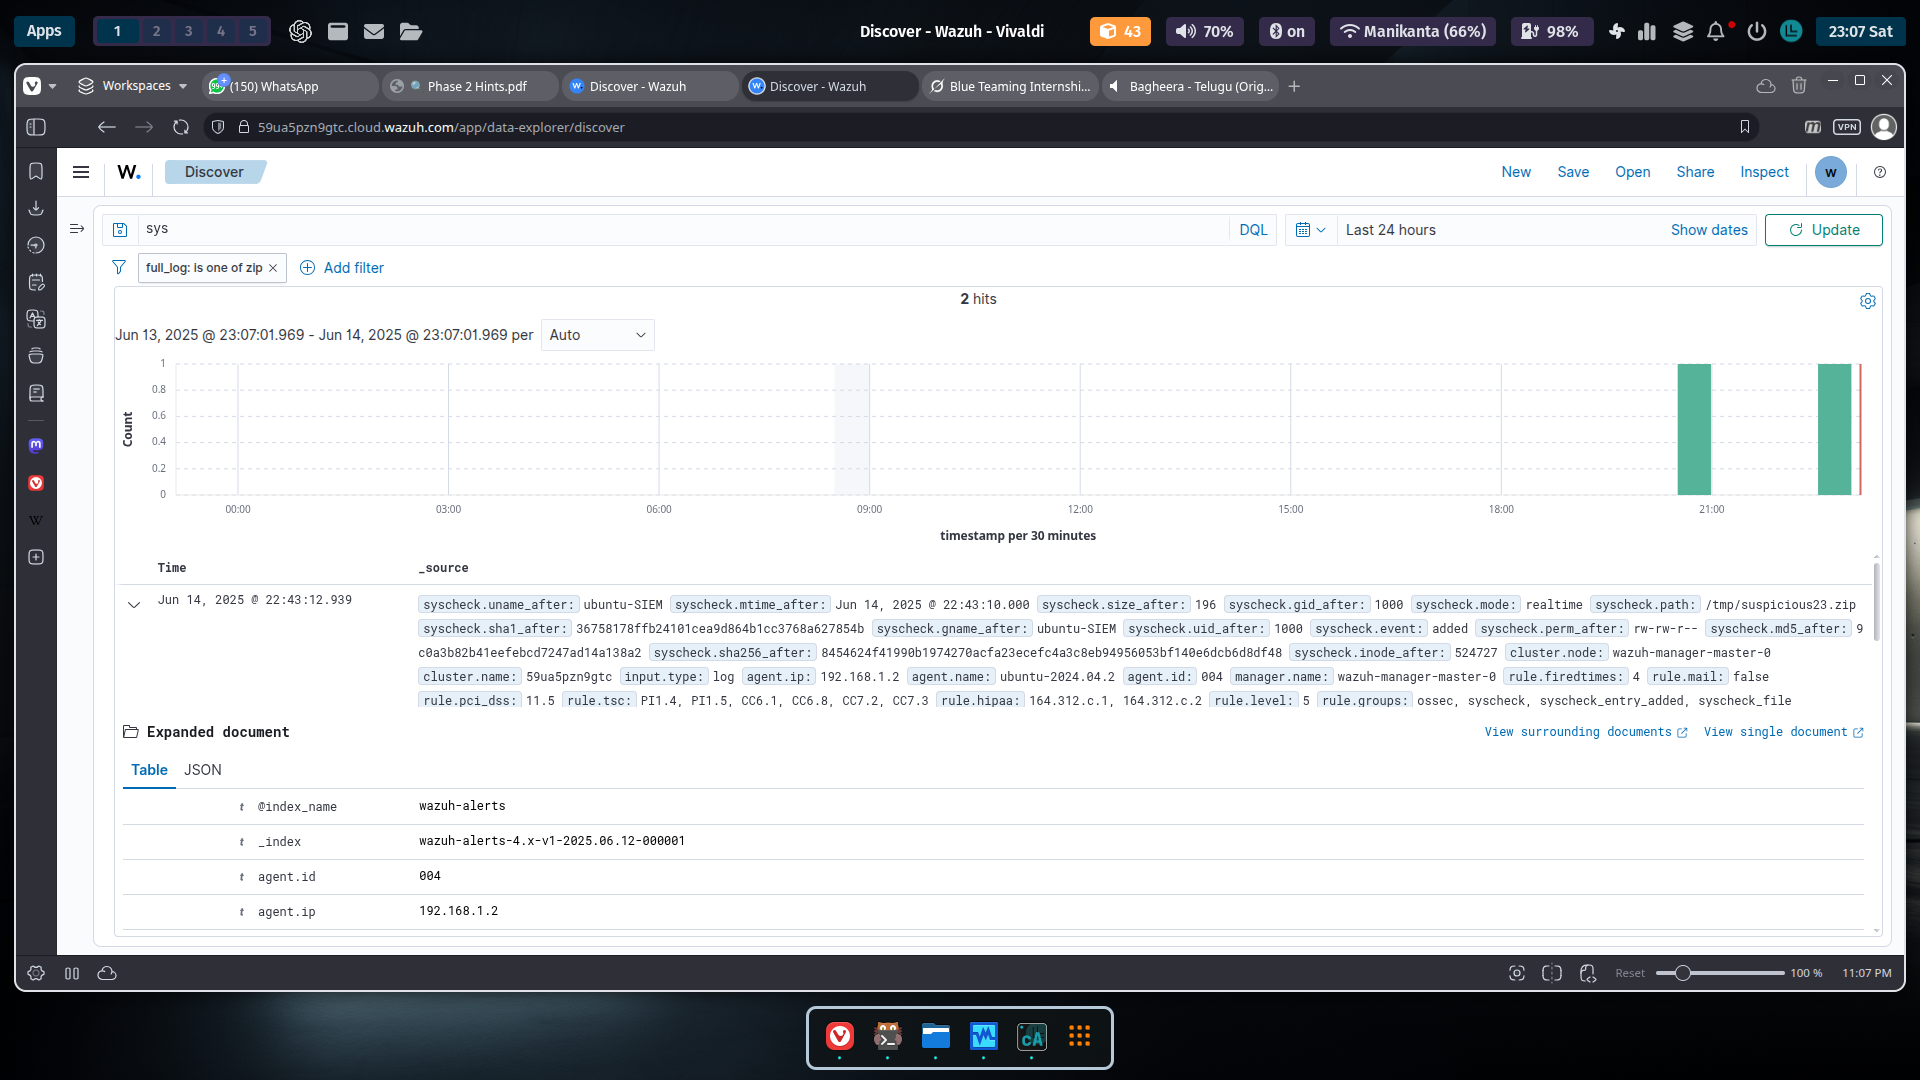 Apps 1 2 3 4 5 Discover - Wazuh - Vivaldi 43 70% on Manikanta (66%) 98% 23:07 Sat
Workspaces (150) WhatsApp Phase 2 Hints.pdf Discover - Wazuh Discover - Wazuh Blue Teaming Internshi... Bagheera - Telugu (Orig...
59ua5pzn9gtc.cloud.wazuh.com/app/data-explorer/discover VPN
W. Discover New Save Open Share Inspect w
sys DQL Last 24 hours Show dates Update
full_log: is one of zip Add filter
2 hits
Jun 13, 2025 @ 23:07:01.969 - Jun 14, 2025 @ 23:07:01.969 per Auto
1
0.8
0.6
0.4
0.2
0
Count
00:00 03:00 06:00 09:00 12:00 15:00 18:00 21:00
timestamp per 30 minutes
Time _source
Jun 14, 2025 @ 22:43:12.939 syscheck.uname_after: ubuntu-SIEM syscheck.mtime_after: Jun 14, 2025 @ 22:43:10.000 syscheck.size_after: 196 syscheck.gid_after: 1000 syscheck.mode: realtime syscheck.path: /tmp/suspicious23.zip
syscheck.sha1_after: 36758178ffb24101cea9d864b1cc3768a627854b syscheck.gname_after: ubuntu-SIEM syscheck.uid_after: 1000 syscheck.event: added syscheck.perm_after: rw-rw-r-- syscheck.md5_after: 9
c0a3b82b41eefebcd7247ad14a138a2 syscheck.sha256_after: 8454624f41990b1974270acfa23ecefc4a3c8eb94956053bf140e6dcb6d8df48 syscheck.inode_after: 524727 cluster.node: wazuh-manager-master-0
cluster.name: 59ua5pzn9gtc input.type: log agent.ip: 192.168.1.2 agent.name: ubuntu-2024.04.2 agent.id: 004 manager.name: wazuh-manager-master-0 rule.firedtimes: 4 rule.mail: false
rule.pci_dss: 11.5 rule.tsc: PI1.4, PI1.5, CC6.1, CC6.8, CC7.2, CC7.3 rule.hipaa: 164.312.c.1, 164.312.c.2 rule.level: 5 rule.groups: ossec, syscheck, syscheck_entry_added, syscheck_file
Expanded document View surrounding documents View single document
Table JSON
t @index_name wazuh-alerts
t _index wazuh-alerts-4.x-v1-2025.06.12-000001
t agent.id 004
t agent.ip 192.168.1.2
Reset 100 % 11:07 PM